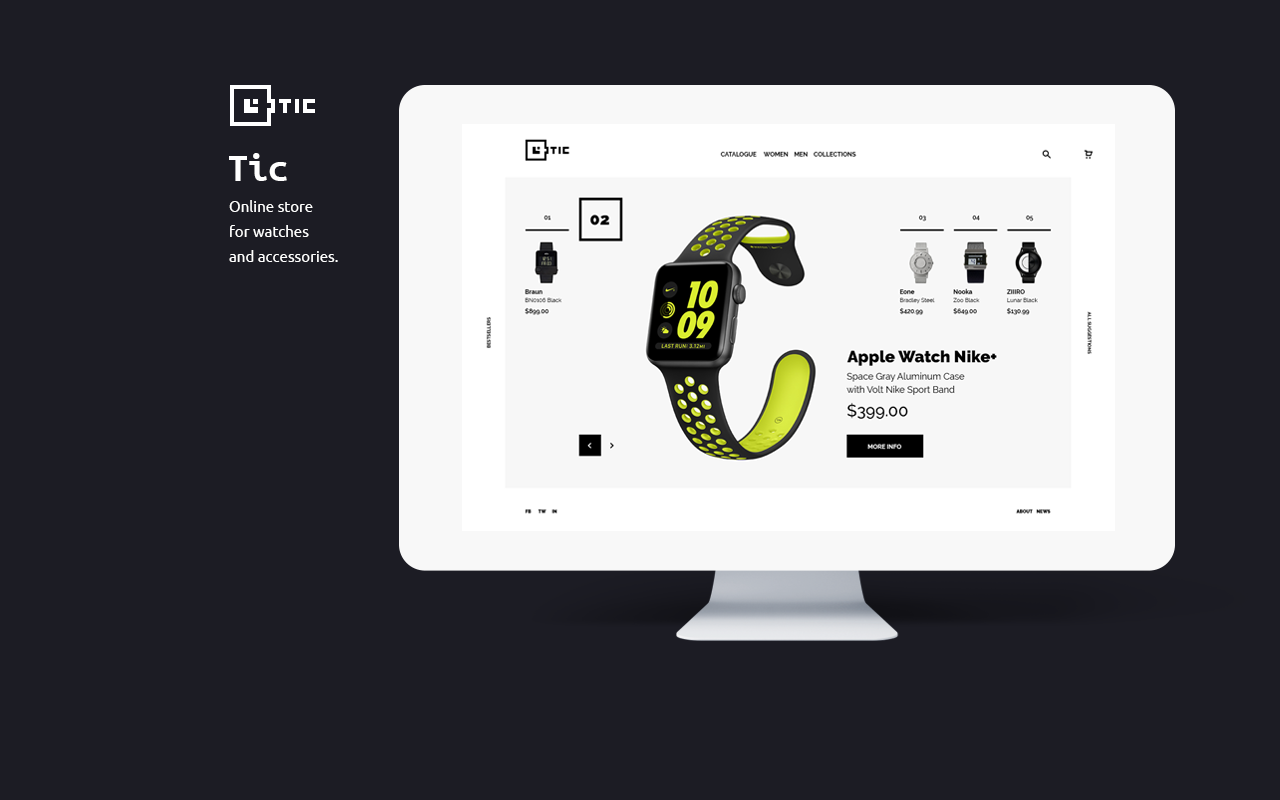 TIC
Tic
Online store
for watches
and accessories.
TIC
CATALOGUE WOMEN MEN COLLECTIONS
01
02
03
04
05
Braun
BN0106 Black
$899.00
Eone
Bradley Steel
$420.99
Nooka
Zoo Black
$649.00
ZIIIRO
Lunar Black
$130.99
BESTSELLERS
ALL SUGGESTIONS
10
09
LAST RUN: 3.12MI
Apple Watch Nike+
Space Gray Aluminum Case
with Volt Nike Sport Band
$399.00
MORE INFO
FB TW IN
ABOUT NEWS